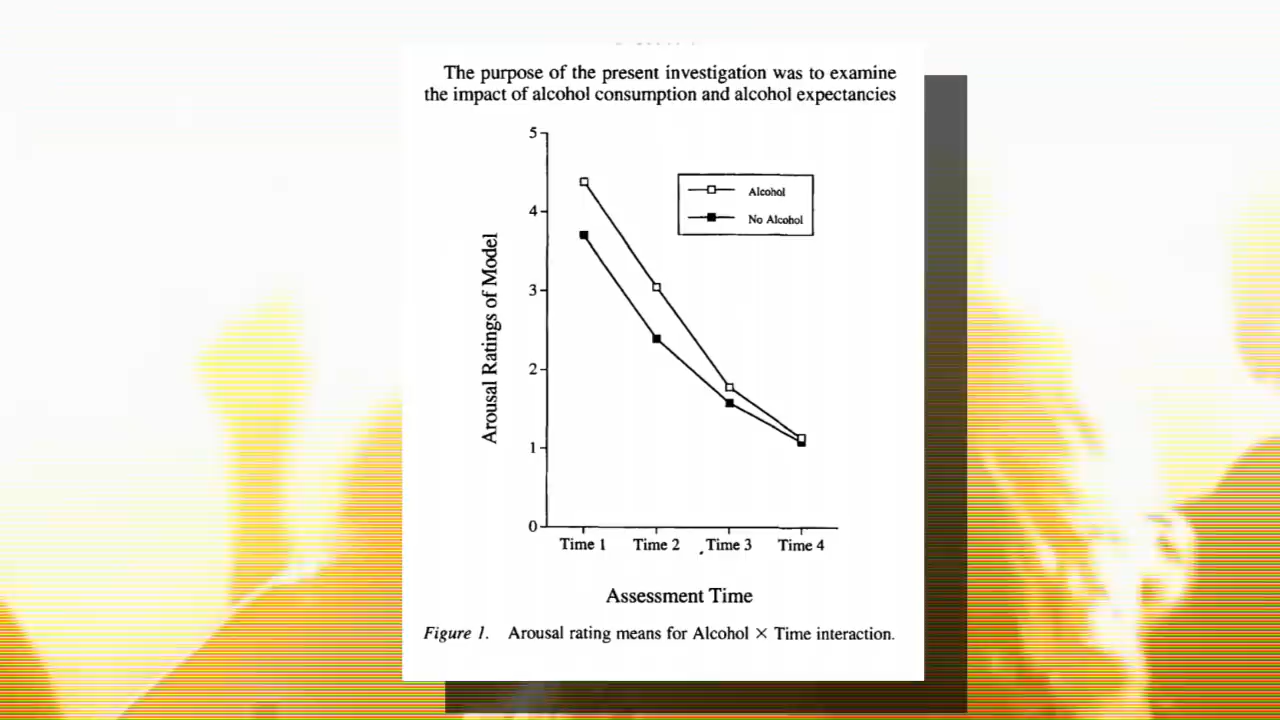 The purpose of the present investigation was to examine
the impact of alcohol consumption and alcohol expectancies
5
4
3
2
1
0
Arousal Ratings of Model
Alcohol
No Alcohol
Time 1 Time 2 Time 3 Time 4
Assessment Time
Figure 1. Arousal rating means for Alcohol × Time interaction.